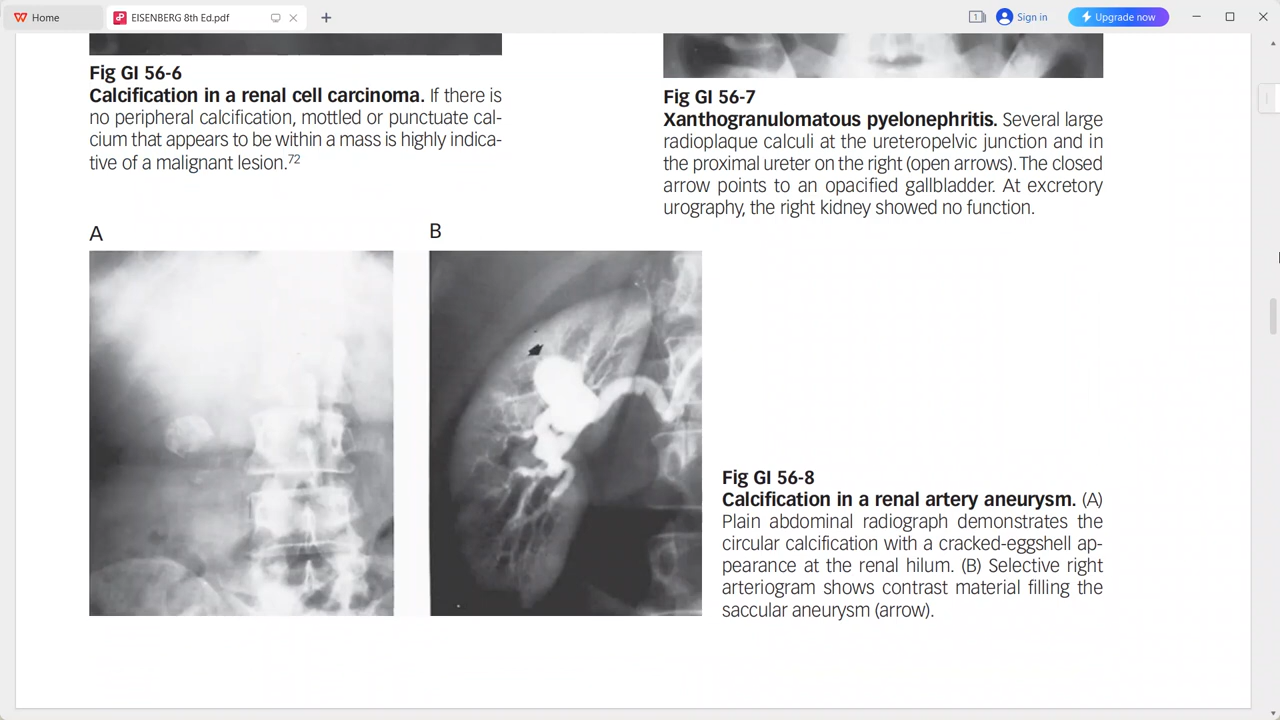 Home
EISENBERG 8th Ed.pdf
1
Sign in
Upgrade now
Fig GI 56-6
Calcification in a renal cell carcinoma. If there is
no peripheral calcification, mottled or punctuate cal-
cium that appears to be within a mass is highly indica-
tive of a malignant lesion.72
Fig GI 56-7
Xanthogranulomatous pyelonephritis. Several large
radioplaque calculi at the ureteropelvic junction and in
the proximal ureter on the right (open arrows). The closed
arrow points to an opacified gallbladder. At excretory
urography, the right kidney showed no function.
A
B
Fig GI 56-8
Calcification in a renal artery aneurysm. (A)
Plain abdominal radiograph demonstrates the
circular calcification with a cracked-eggshell ap-
pearance at the renal hilum. (B) Selective right
arteriogram shows contrast material filling the
saccular aneurysm (arrow).